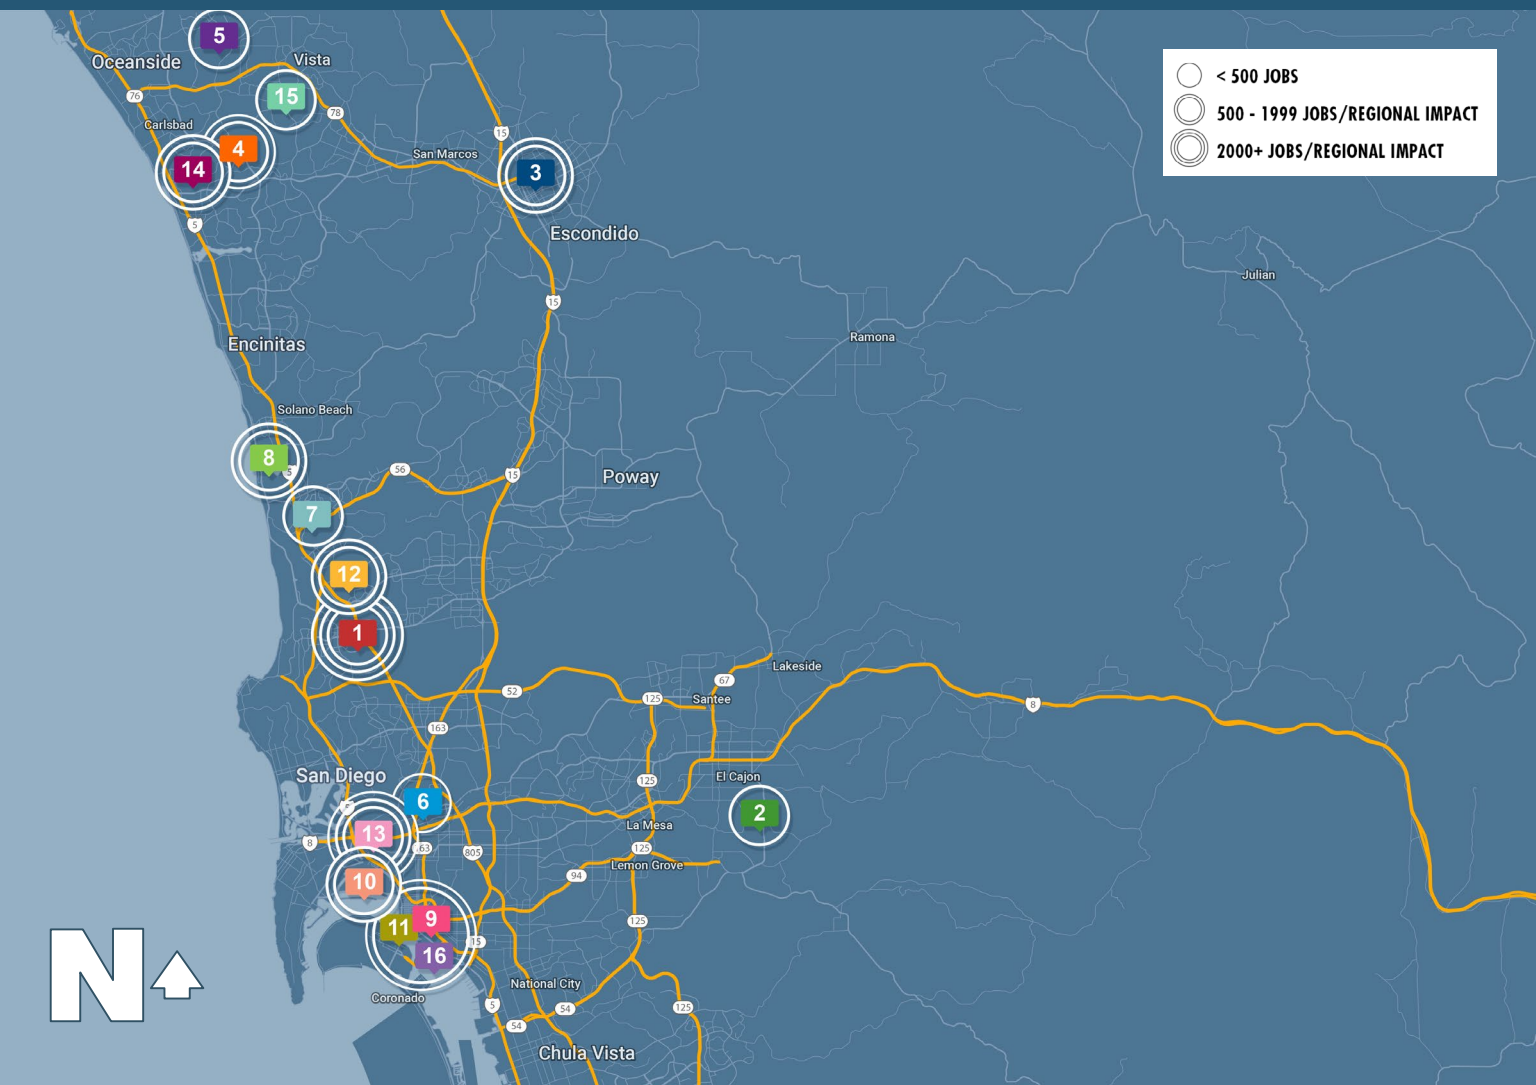 5
Oceanside
Vista
76
15
78
Carlsbad
4
14
San Marcos
15
3
5
Escondido
< 500 JOBS
500 - 1999 JOBS/REGIONAL IMPACT
2000+ JOBS/REGIONAL IMPACT
Julian
15
Ramona
Encinitas
Solano Beach
8
5
56
15
Poway
7
12
1
Lakeside
67
52
125
Santee
8
163
San Diego
125
El Cajon
6
5
2
13
La Mesa
8
163
805
125
Lemon Grove
94
10
11
9
125
15
16
N
Coronado
National City
5
54
125
54
Chula Vista